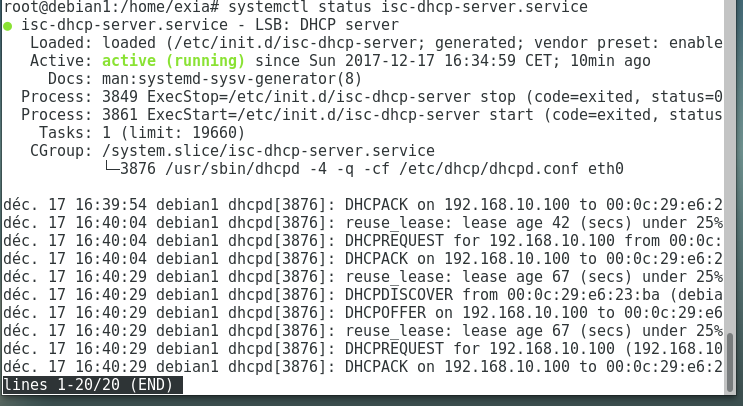 root@debian1:/home/exia# systemctl status isc-dhcp-server.service
● isc-dhcp-server.service - LSB: DHCP server
   Loaded: loaded (/etc/init.d/isc-dhcp-server; generated; vendor preset: enable
   Active: active (running) since Sun 2017-12-17 16:34:59 CET; 10min ago
     Docs: man:systemd-sysv-generator(8)
  Process: 3849 ExecStop=/etc/init.d/isc-dhcp-server stop (code=exited, status=0
  Process: 3861 ExecStart=/etc/init.d/isc-dhcp-server start (code=exited, status
    Tasks: 1 (limit: 19660)
   CGroup: /system.slice/isc-dhcp-server.service
           └─3876 /usr/sbin/dhcpd -4 -q -cf /etc/dhcp/dhcpd.conf eth0

déc. 17 16:39:54 debian1 dhcpd[3876]: DHCPACK on 192.168.10.100 to 00:0c:29:e6:2
déc. 17 16:40:04 debian1 dhcpd[3876]: reuse_lease: lease age 42 (secs) under 25%
déc. 17 16:40:04 debian1 dhcpd[3876]: DHCPREQUEST for 192.168.10.100 from 00:0c:
déc. 17 16:40:04 debian1 dhcpd[3876]: DHCPACK on 192.168.10.100 to 00:0c:29:e6:2
déc. 17 16:40:29 debian1 dhcpd[3876]: reuse_lease: lease age 67 (secs) under 25%
déc. 17 16:40:29 debian1 dhcpd[3876]: DHCPDISCOVER from 00:0c:29:e6:23:ba (debia
déc. 17 16:40:29 debian1 dhcpd[3876]: DHCPOFFER on 192.168.10.100 to 00:0c:29:e6
déc. 17 16:40:29 debian1 dhcpd[3876]: reuse_lease: lease age 67 (secs) under 25%
déc. 17 16:40:29 debian1 dhcpd[3876]: DHCPREQUEST for 192.168.10.100 (192.168.10
déc. 17 16:40:29 debian1 dhcpd[3876]: DHCPACK on 192.168.10.100 to 00:0c:29:e6:2
lines 1-20/20 (END)